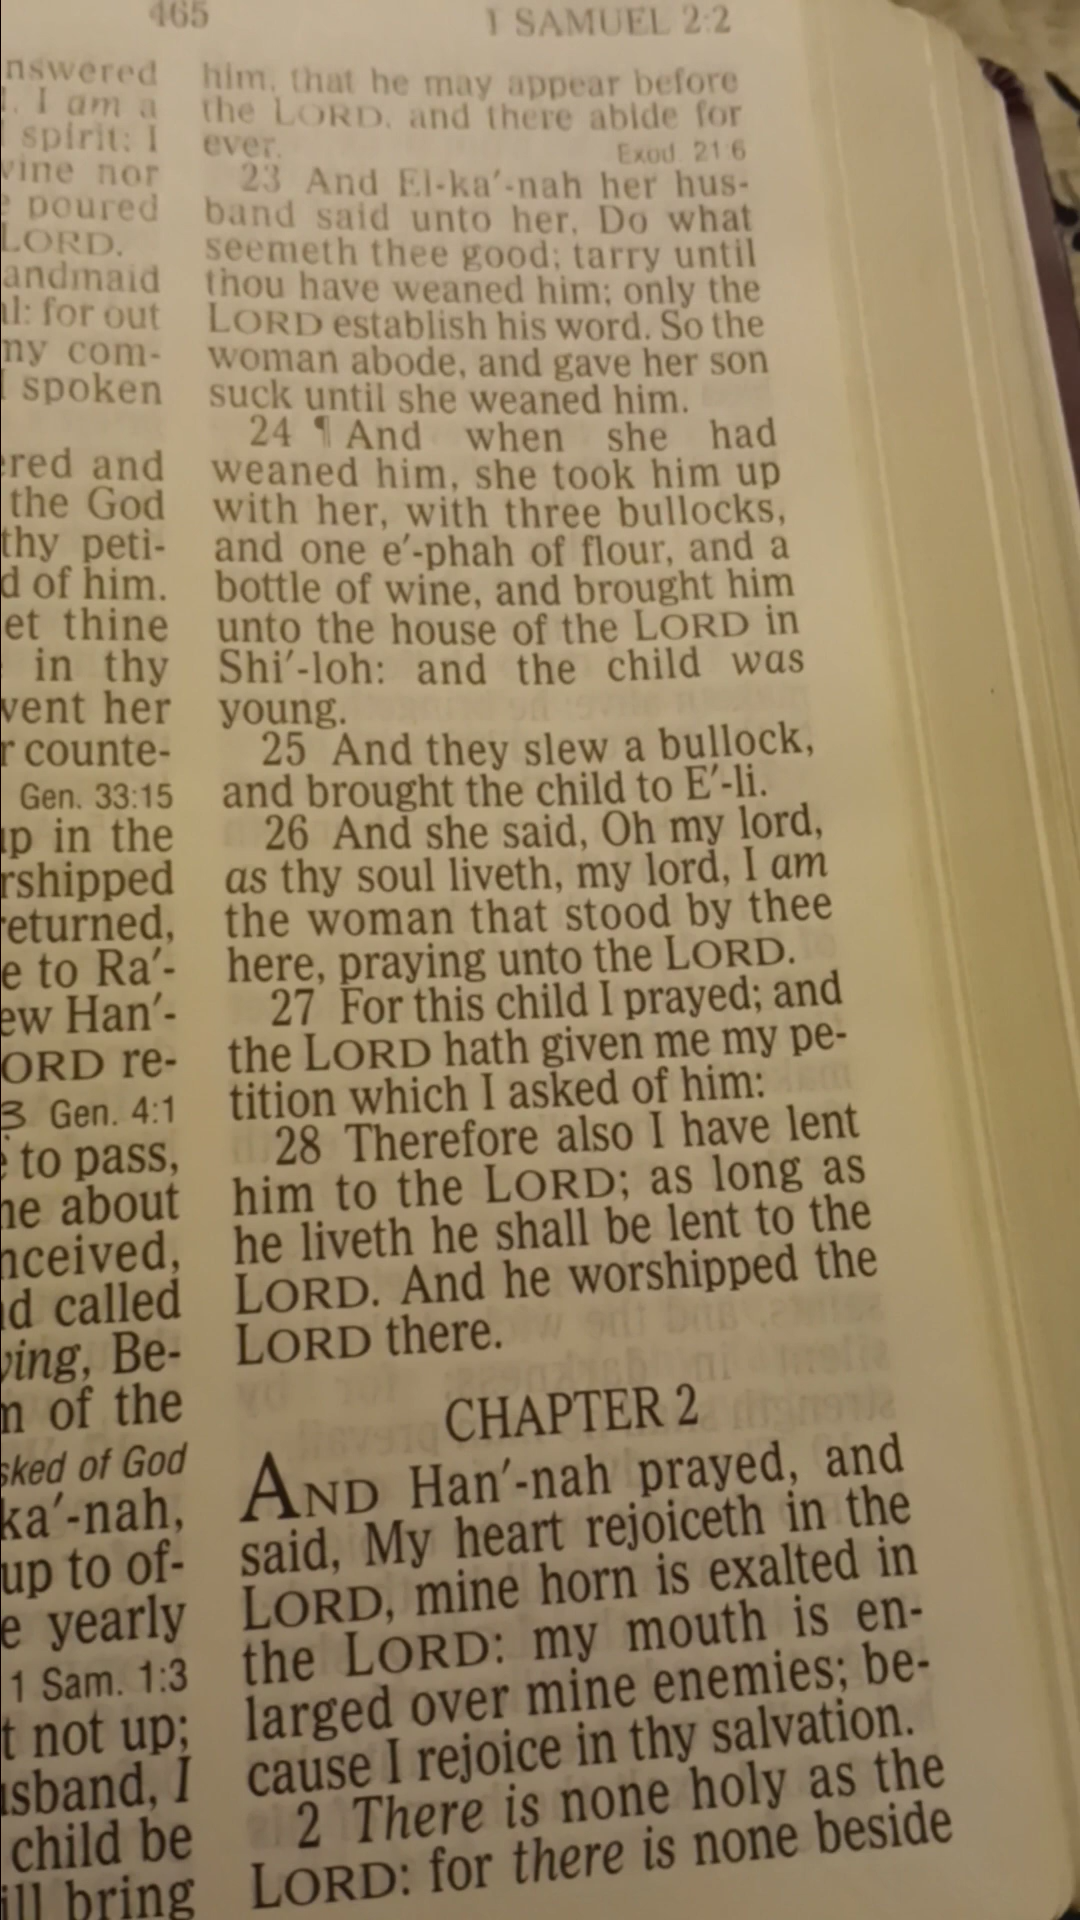 465
1 SAMUEL 2:2
nswered
I am a
spirit: I
vine nor
poured
LORD.
andmaid
al: for out
my com-
spoken
red and
the God
thy peti-
d of him.
et thine
in thy
went her
r counte-
Gen. 33:15
up in the
rshipped
returned,
e to Ra′-
ew Han′-
ORD re-
3 Gen. 4:1
to pass,
me about
nceived,
d called
ying, Be-
m of the
sked of God
ka′-nah,
up to of-
e yearly
1 Sam. 1:3
t not up;
usband, I
child be
ill bring
him, that he may appear before
the LORD, and there abide for
ever.
Exod. 21:6
23 And El-ka′-nah her hus-
band said unto her, Do what
seemeth thee good; tarry until
thou have weaned him; only the
LORD establish his word. So the
woman abode, and gave her son
suck until she weaned him.
24 ¶ And when she had
weaned him, she took him up
with her, with three bullocks,
and one e′-phah of flour, and a
bottle of wine, and brought him
unto the house of the LORD in
Shi′-loh: and the child was
young.
25 And they slew a bullock,
and brought the child to E′-li.
26 And she said, Oh my lord,
as thy soul liveth, my lord, I am
the woman that stood by thee
here, praying unto the LORD.
27 For this child I prayed; and
the LORD hath given me my pe-
tition which I asked of him:
28 Therefore also I have lent
him to the LORD; as long as
he liveth he shall be lent to the
LORD. And he worshipped the
LORD there.
CHAPTER 2
AND Han′-nah prayed, and
said, My heart rejoiceth in the
LORD, mine horn is exalted in
the LORD: my mouth is en-
larged over mine enemies; be-
cause I rejoice in thy salvation.
2 There is none holy as the
LORD: for there is none beside